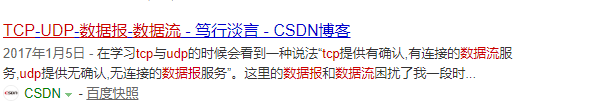 TCP-UDP-数据报-数据流 - 笃行淡言 - CSDN博客
2017年1月5日 - 在学习tcp与udp的时候会看到一种说法“tcp提供有确认,有连接的数据流服
务,udp提供无确认,无连接的数据报服务”。这里的数据报和数据流困扰了我一段时...
CSDN - 百度快照